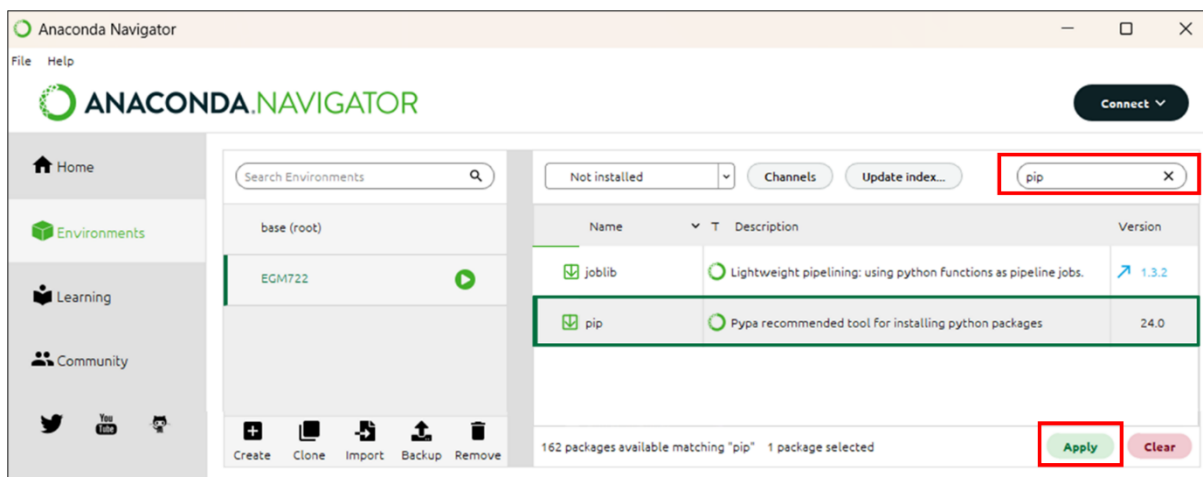 Anaconda Navigator
File Help
ANACONDA.NAVIGATOR
Connect
Home
Environments
Learning
Community
You
Tube
Search Environments
base (root)
EGM722
Create Clone Import Backup Remove
Not installed Channels Update index... pip
Name T Description Version
joblib Lightweight pipelining: using python functions as pipeline jobs. 1.3.2
pip Pypa recommended tool for installing python packages 24.0
162 packages available matching "pip" 1 package selected Apply Clear